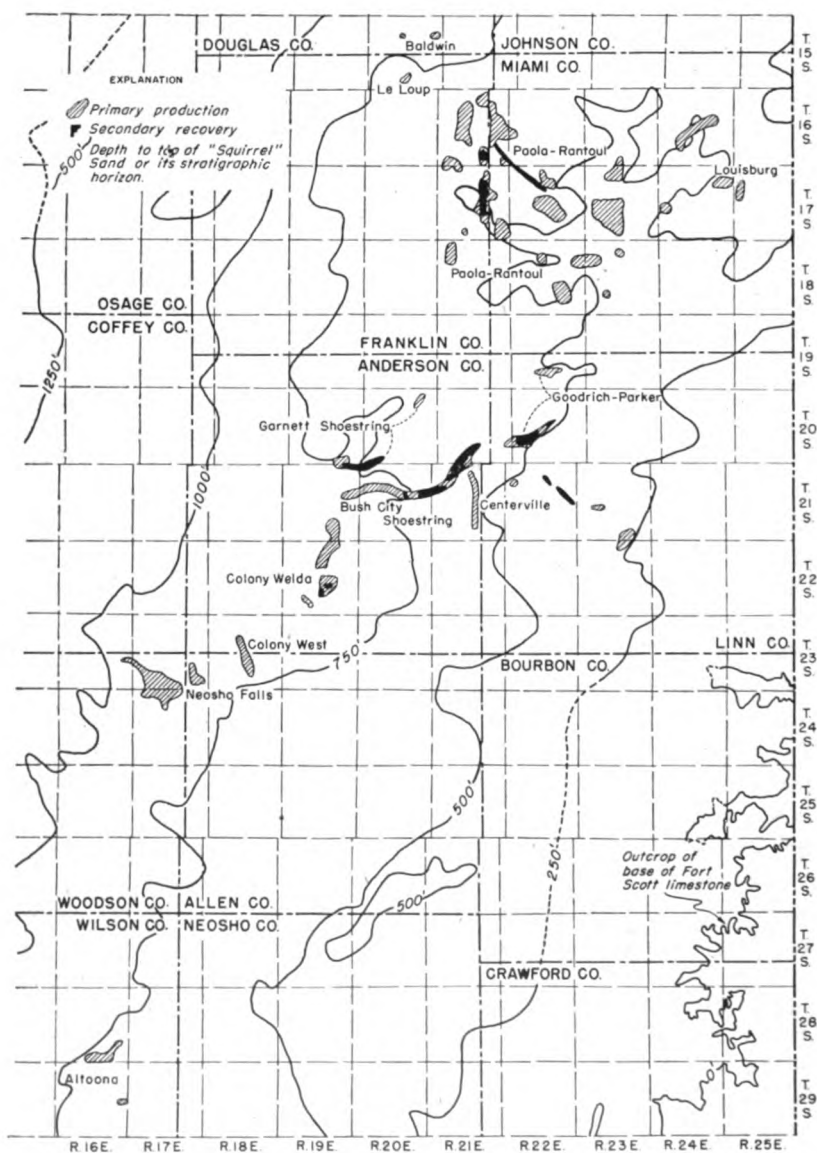 DOUGLAS CO.
Baldwin
JOHNSON CO.
MIAMI CO.
T. 15 S.
EXPLANATION
Primary production
Secondary recovery
Depth to top of "Squirrel"
Sand or its stratigraphic
horizon.
500'
Le Loup
T. 16 S.
Paola-Rantoul
Louisburg
T. 17 S.
Paola-Rantoul
T. 18 S.
OSAGE CO.
COFFEY CO.
FRANKLIN CO.
ANDERSON CO.
T. 19 S.
1250'
Goodrich-Parker
Garnett Shoestring
T. 20 S.
1000'
Bush City
Shoestring
Centerville
T. 21 S.
Colony Welda
T. 22 S.
Colony West
750'
LINN CO.
BOURBON CO.
T. 23 S.
Neosho Falls
T. 24 S.
500'
250'
T. 25 S.
Outcrop of
base of Fort
Scott limestone
T. 26 S.
WOODSON CO.
ALLEN CO.
WILSON CO.
NEOSHO CO.
500'
T. 27 S.
CRAWFORD CO.
T. 28 S.
Altoona
T. 29 S.
R.16E. R.17E. R.18E. R.19E. R.20E. R.21E. R.22E. R.23E. R.24E. R.25E.